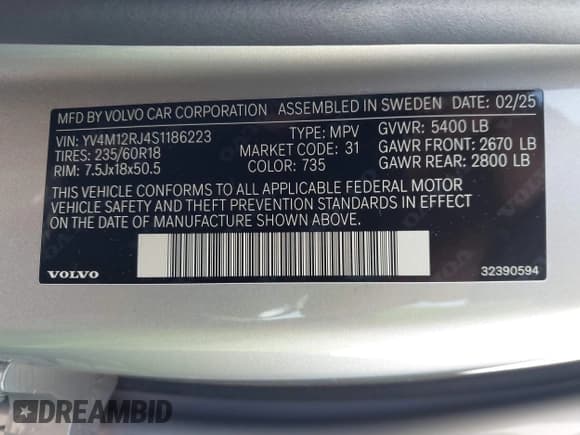 MFD BY VOLVO CAR CORPORATION ASSEMBLED IN SWEDEN DATE: 02/25
VIN: YV4M12RJ4S1186223 TYPE: MPV GVWR: 5400 LB
TIRES: 235/60R18 MARKET CODE: 31 GAWR FRONT: 2670 LB
RIM: 7.5Jx18x50.5 COLOR: 735 GAWR REAR: 2800 LB
THIS VEHICLE CONFORMS TO ALL APPLICABLE FEDERAL MOTOR
VEHICLE SAFETY AND THEFT PREVENTION STANDARDS IN EFFECT
ON THE DATE OF MANUFACTURE SHOWN ABOVE.
VOLVO 32390594
DREAMBID